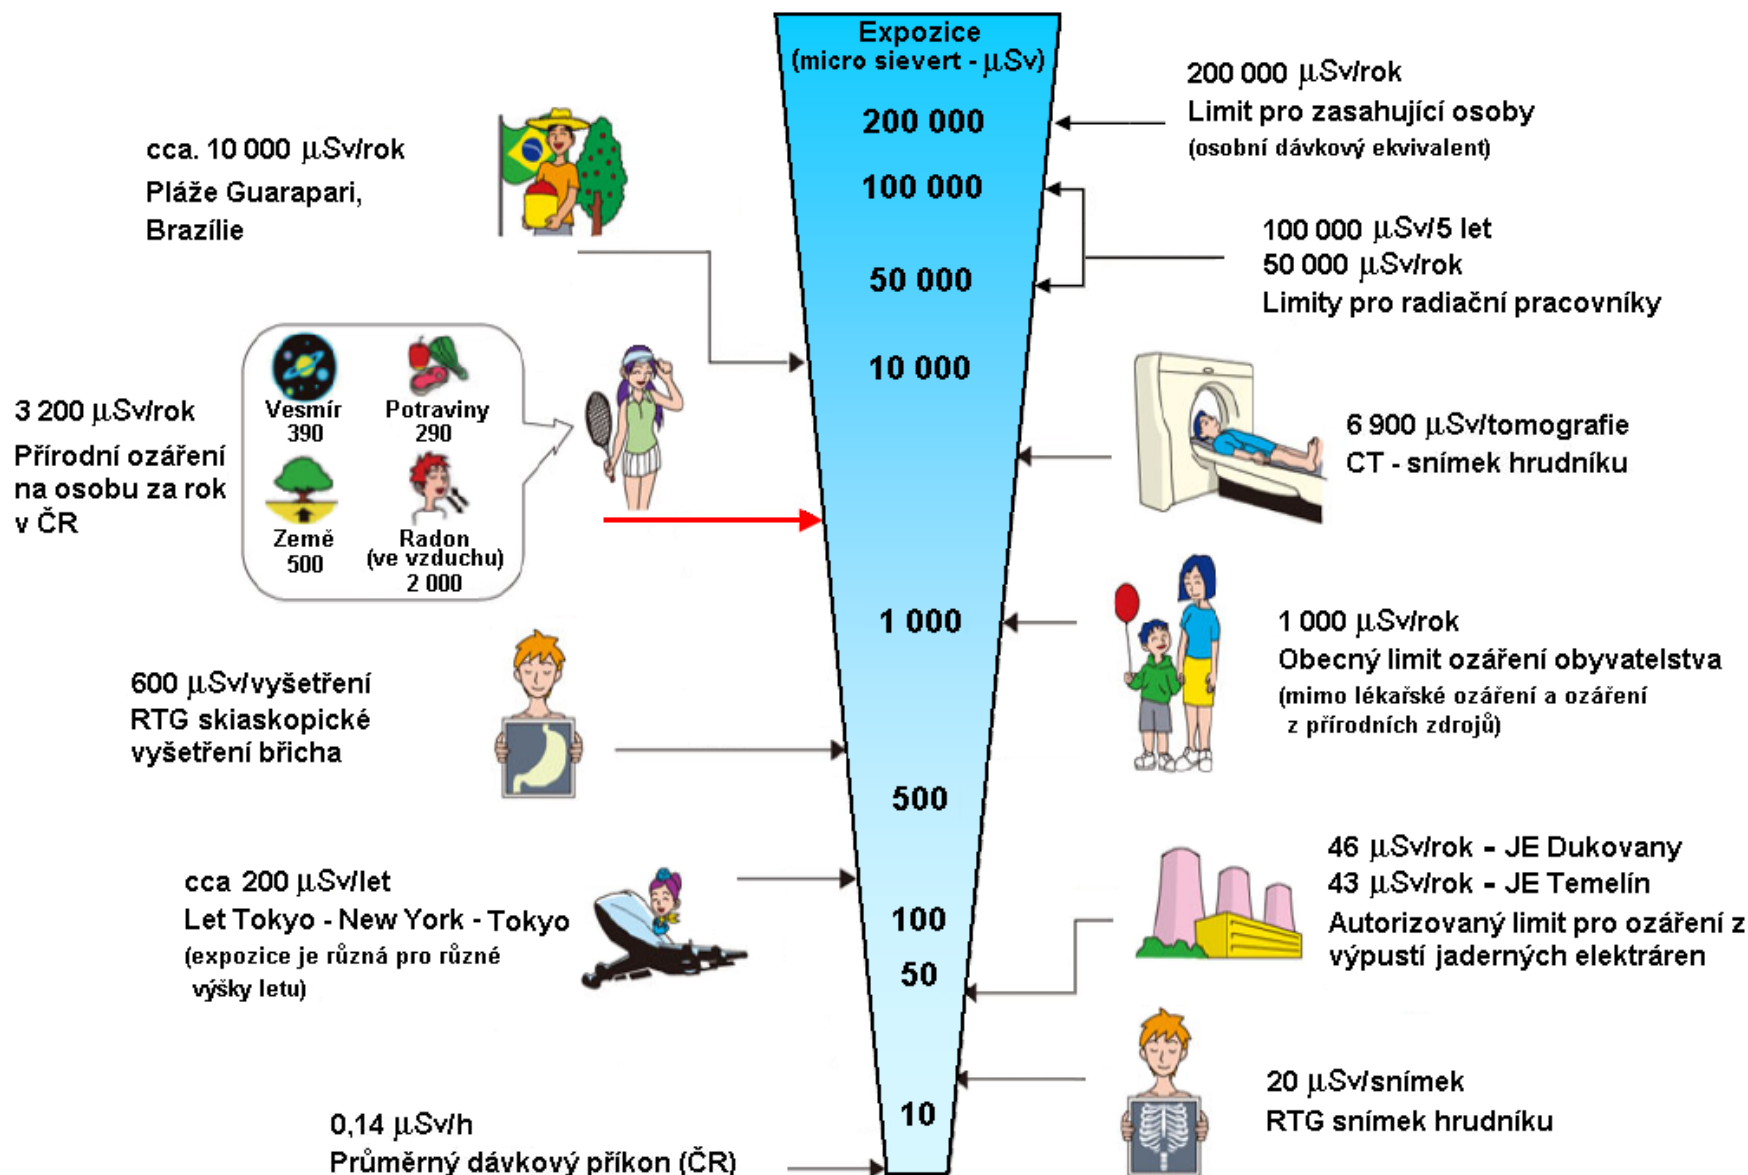 Expozice
(micro sievert - μSv)
200 000
100 000
50 000
10 000
1 000
500
100
50
10
cca. 10 000 μSv/rok
Pláže Guarapari,
Brazílie
3 200 μSv/rok
Přírodní ozáření
na osobu za rok
v ČR
Vesmír
390
Potraviny
290
Země
500
Radon
(ve vzduchu)
2 000
600 μSv/vyšetření
RTG skiaskopické
vyšetření břicha
cca 200 μSv/let
Let Tokyo - New York - Tokyo
(expozice je různá pro různé
výšky letu)
0,14 μSv/h
Průměrný dávkový příkon (ČR)
200 000 μSv/rok
Limit pro zasahující osoby
(osobní dávkový ekvivalent)
100 000 μSv/5 let
50 000 μSv/rok
Limity pro radiační pracovníky
6 900 μSv/tomografie
CT - snímek hrudníku
1 000 μSv/rok
Obecný limit ozáření obyvatelstva
(mimo lékařské ozáření a ozáření
z přírodních zdrojů)
46 μSv/rok - JE Dukovany
43 μSv/rok - JE Temelín
Autorizovaný limit pro ozáření z
výpustí jaderných elektráren
20 μSv/snímek
RTG snímek hrudníku